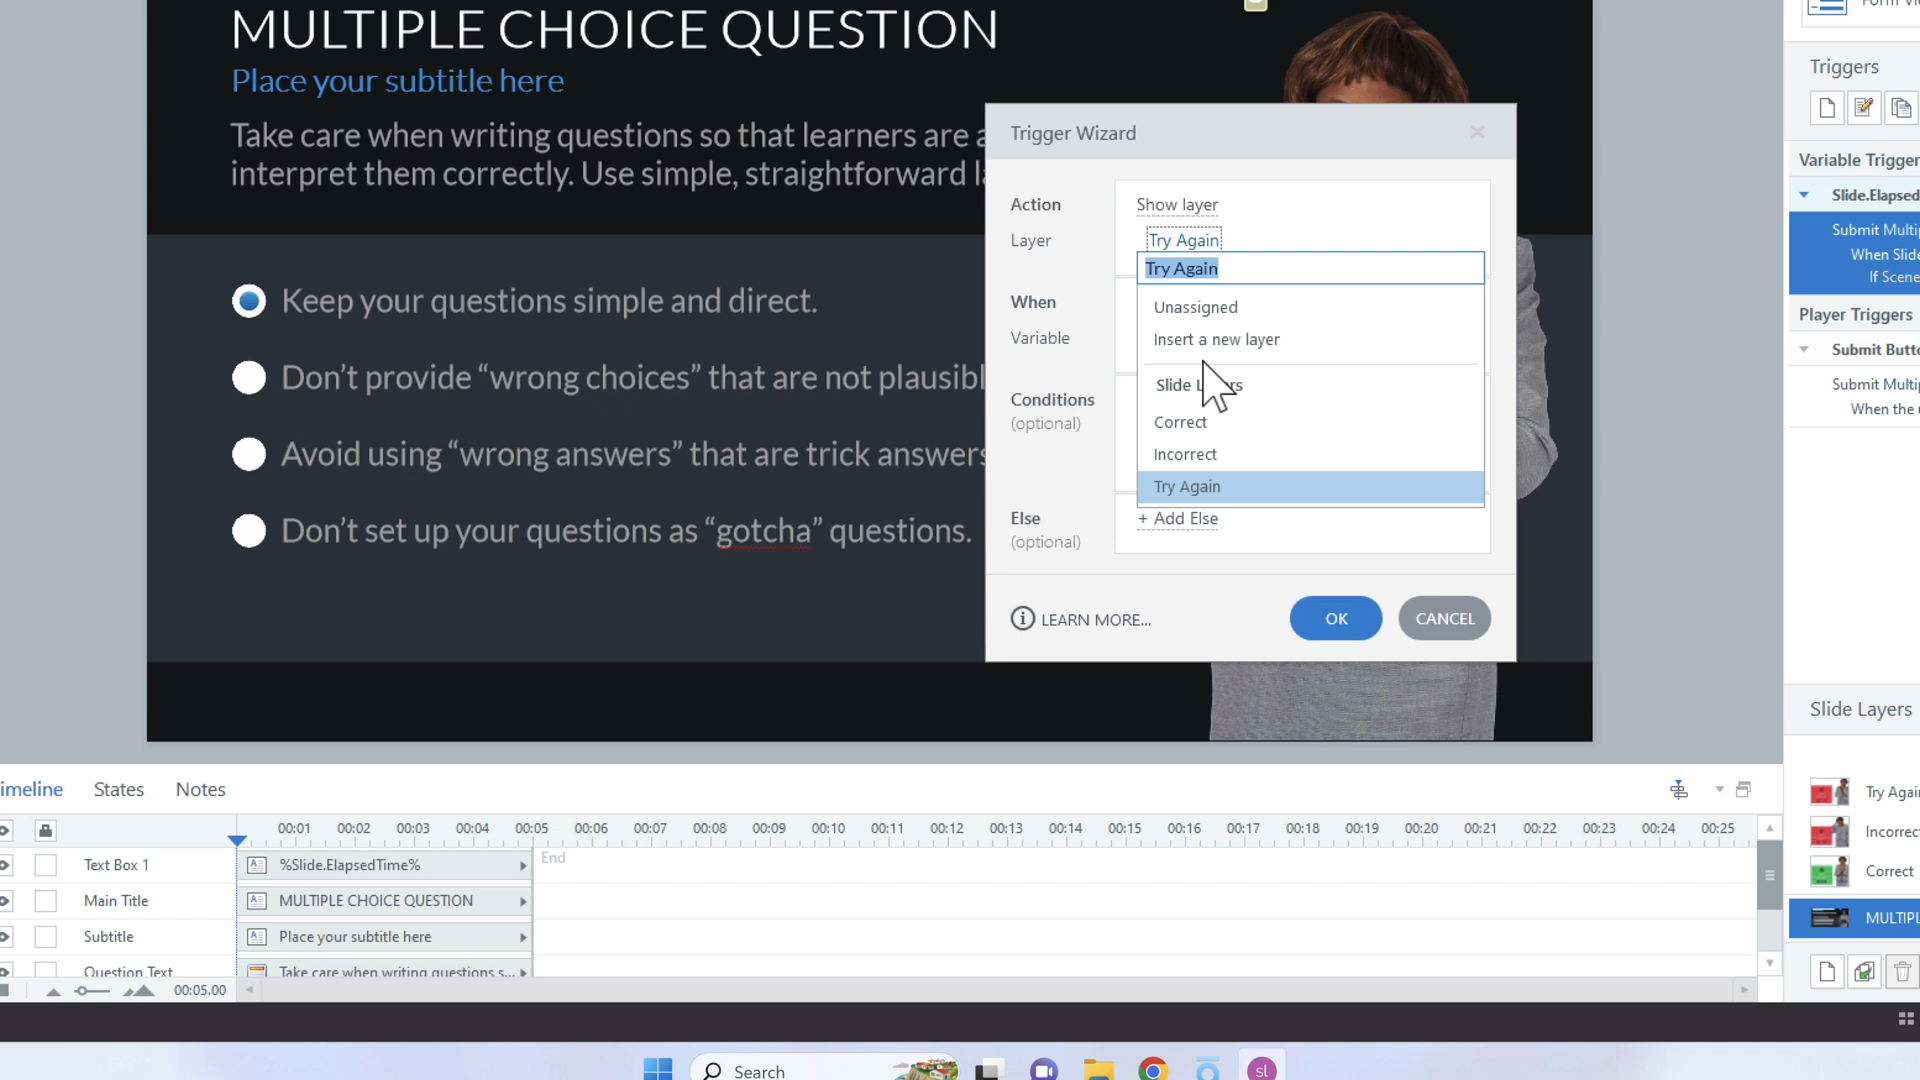 MULTIPLE CHOICE QUESTION
Place your subtitle here
Take care when writing questions so that learners are a
interpret them correctly. Use simple, straightforward la
Keep your questions simple and direct.
Don't provide “wrong choices” that are not plausibl
Avoid using “wrong answers” that are trick answers
Don't set up your questions as “gotcha” questions.
Trigger Wizard
Action
Show layer
Layer
Try Again
Try Again
Unassigned
Insert a new layer
Slide
Correct
Incorrect
Try Again
When
Variable
Conditions
(optional)
Else
(optional)
+ Add Else
LEARN MORE...
OK
CANCEL
Triggers
Variable Trigger
Slide.Elapsed
Submit Multip
When Slide
If Scene
Player Triggers
Submit Butto
Submit Multip
When the u
Slide Layers
Try Again
Incorrect
Correct
MULTIPL
imeline
States
Notes
00:01 00:02 00:03 00:04 00:05 00:06 00:07 00:08 00:09 00:10 00:11 00:12 00:13 00:14 00:15 00:16 00:17 00:18 00:19 00:20 00:21 00:22 00:23 00:24 00:25
Text Box 1
%Slide.ElapsedTime%
End
Main Title
MULTIPLE CHOICE QUESTION
Subtitle
Place your subtitle here
Question Text
Take care when writing questions s...
00:05.00
Search
sl